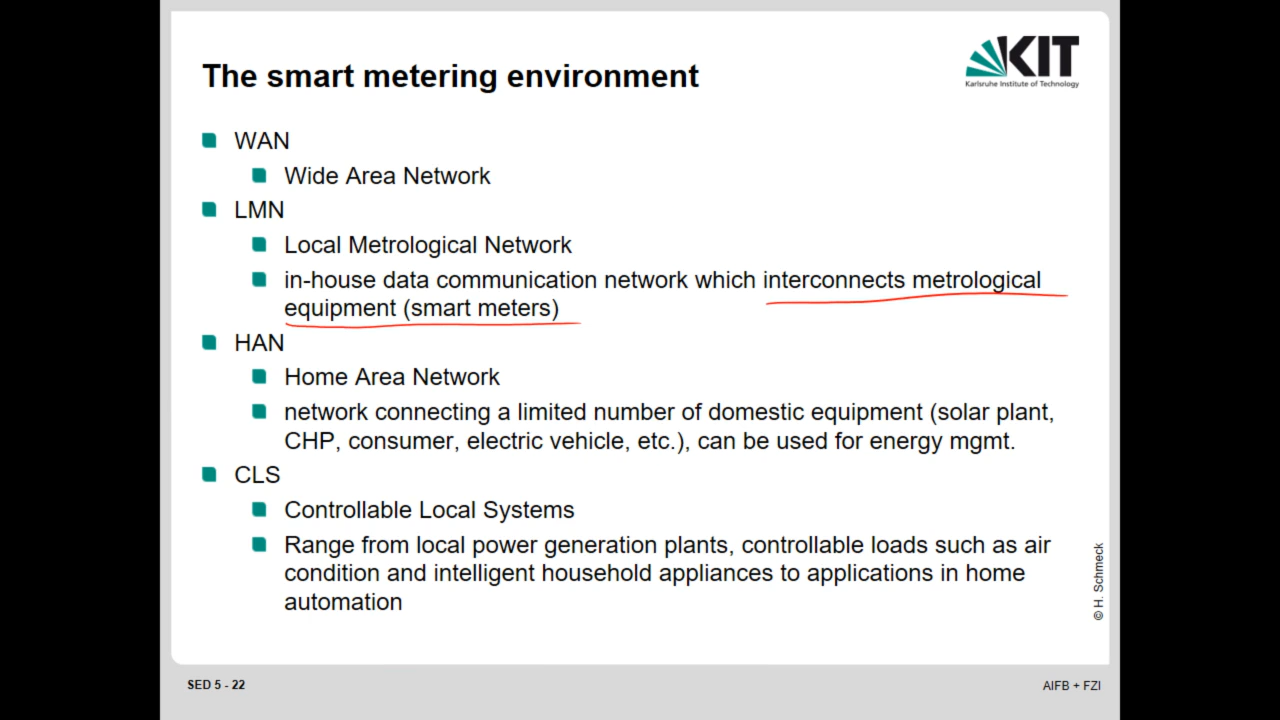 The smart metering environment
KIT
Karlsruhe Institute of Technology
WAN
Wide Area Network
LMN
Local Metrological Network
in-house data communication network which interconnects metrological
equipment (smart meters)
HAN
Home Area Network
network connecting a limited number of domestic equipment (solar plant,
CHP, consumer, electric vehicle, etc.), can be used for energy mgmt.
CLS
Controllable Local Systems
Range from local power generation plants, controllable loads such as air
condition and intelligent household appliances to applications in home
automation
© H. Schmeck
SED 5 - 22
AIFB + FZI